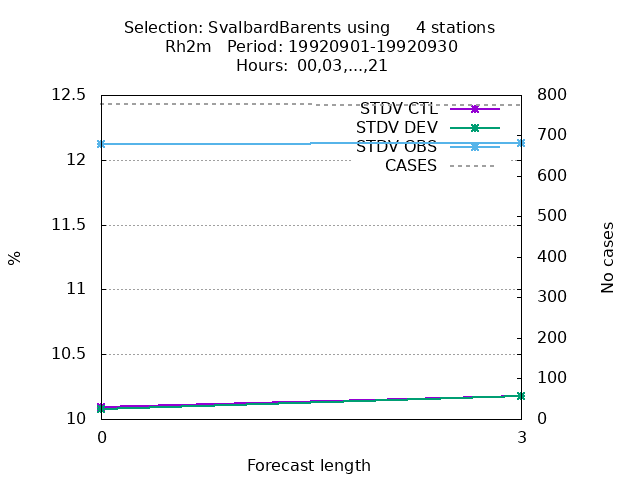 Selection: SvalbardBarents using     4 stations
Rh2m   Period: 19920901-19920930
Hours: 00,03,...,21
12.5
12
11.5
11
10.5
10
%
800
700
600
500
400
300
200
100
0
No cases
STDV CTL
STDV DEV
STDV OBS
CASES
0
3
Forecast length